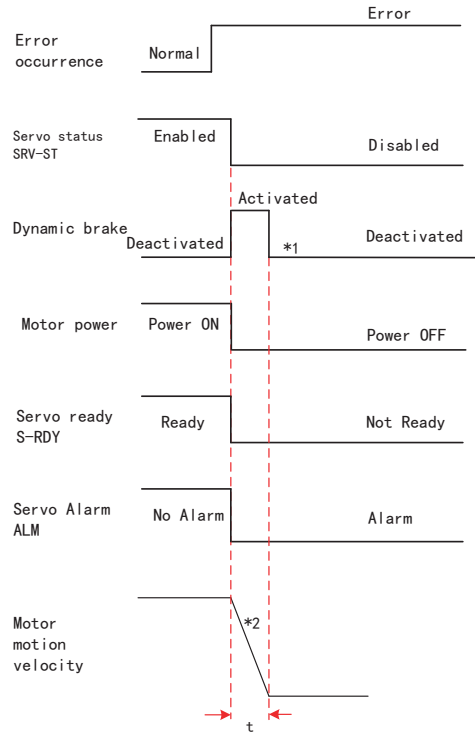 Error
Error
occurrence
Normal
Servo status
SRV-ST
Enabled
Disabled
Activated
Dynamic brake
Deactivated
*1
Deactivated
Motor power
Power ON
Power OFF
Servo ready
S-RDY
Ready
Not Ready
Servo Alarm
ALM
No Alarm
Alarm
Motor
motion
velocity
*2
t